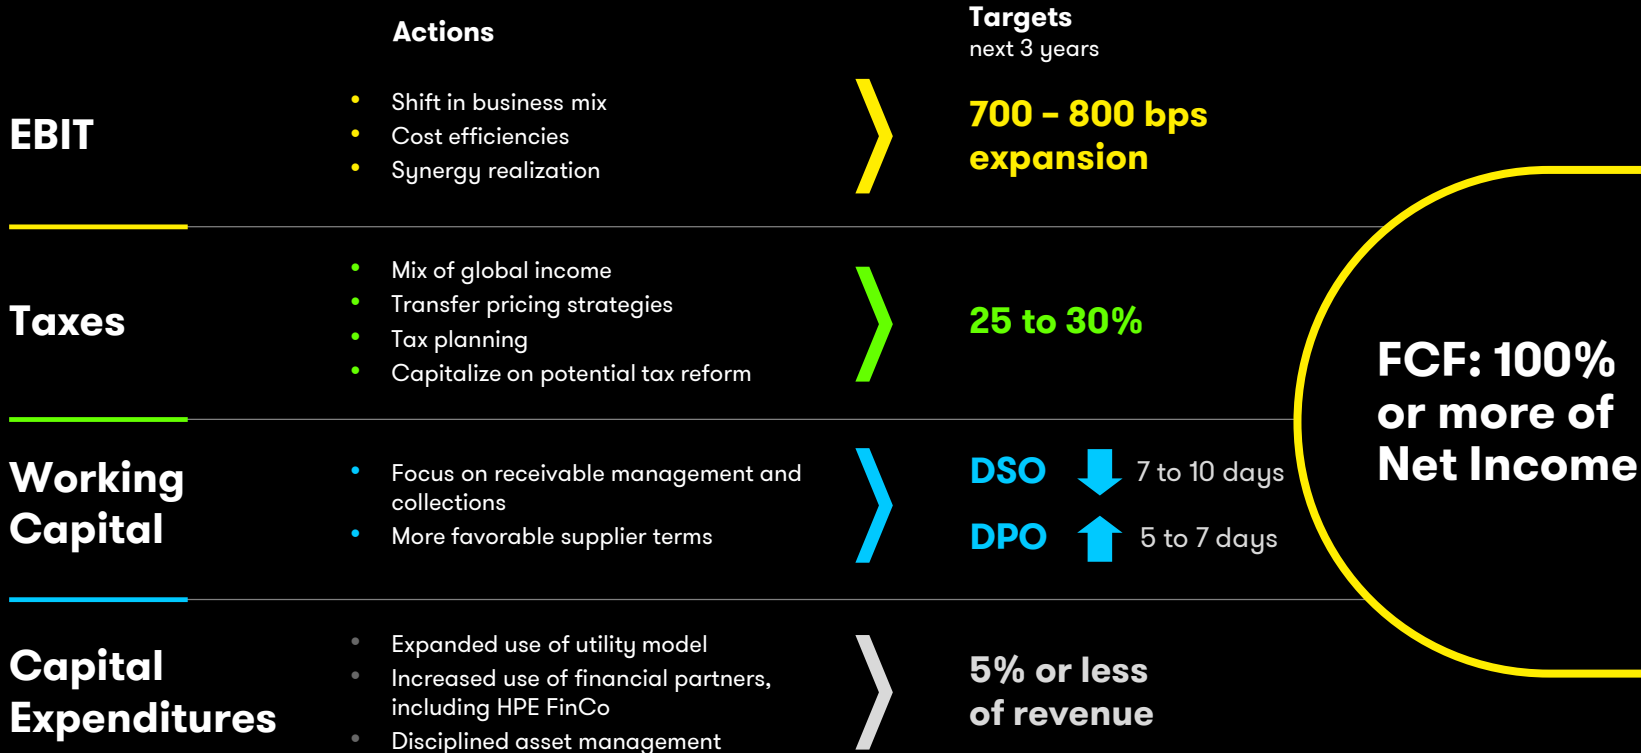 Actions
Targets
next 3 years
EBIT
• Shift in business mix
• Cost efficiencies
• Synergy realization
700 – 800 bps
expansion
Taxes
• Mix of global income
• Transfer pricing strategies
• Tax planning
• Capitalize on potential tax reform
25 to 30%
Working
Capital
• Focus on receivable management and
collections
• More favorable supplier terms
DSO 7 to 10 days
DPO 5 to 7 days
Capital
Expenditures
• Expanded use of utility model
• Increased use of financial partners,
including HPE FinCo
• Disciplined asset management
5% or less
of revenue
FCF: 100%
or more of
Net Income